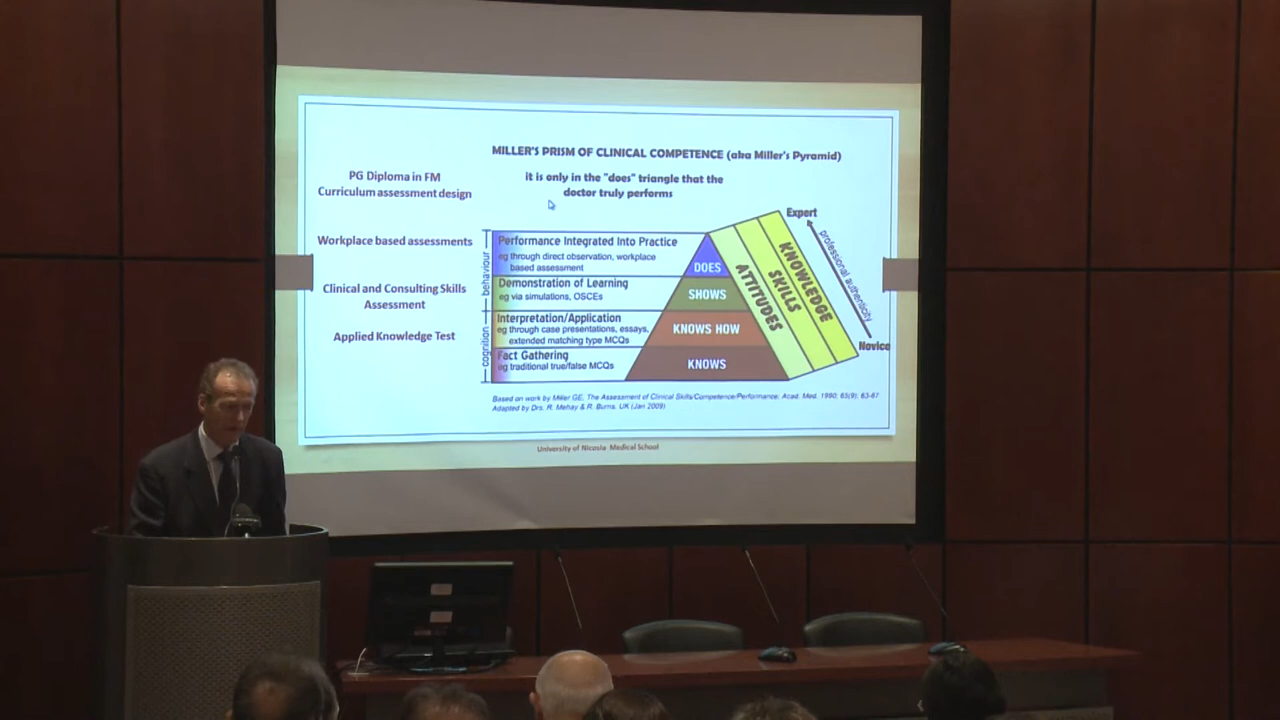 MILLER'S PRISM OF CLINICAL COMPETENCE (aka Miller's Pyramid)
PG Diploma in FM
Curriculum assessment design
it is only in the "does" triangle that the
doctor truly performs
Workplace based assessments
Clinical and Consulting Skills
Assessment
Applied Knowledge Test
behaviour
cognition
Performance Integrated Into Practice
eg through direct observation, workplace
based assessment
Demonstration of Learning
eg via simulations, OSCEs
Interpretation/Application
eg through case presentations, essays,
extended matching type MCQs
Fact Gathering
eg traditional true/false MCQs
DOES
SHOWS
KNOWS HOW
KNOWS
ATTITUDES
SKILLS
KNOWLEDGE
Expert
professional authenticity
Novice
Based on work by Miller GE, The Assessment of Clinical Skills/Competence/Performance; Acad. Med. 1990; 65(9); 63-67
Adapted by Drs. R. Mehay & R. Burns, UK (Jan 2009)
University of Nicosia Medical School